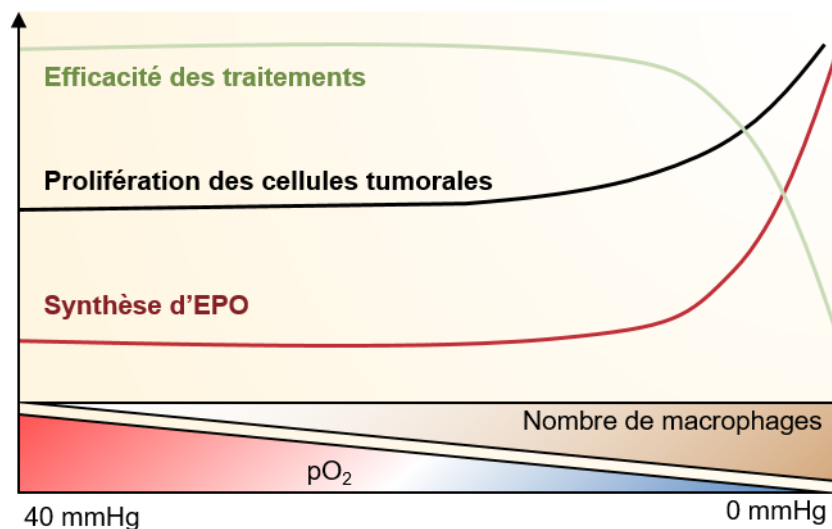 Efficacité des traitements
Prolifération des cellules tumorales
Synthèse d’EPO
Nombre de macrophages
pO₂
40 mmHg
0 mmHg